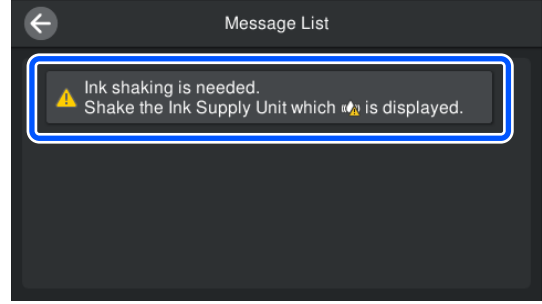 Message List
Ink shaking is needed.
Shake the Ink Supply Unit which is displayed.